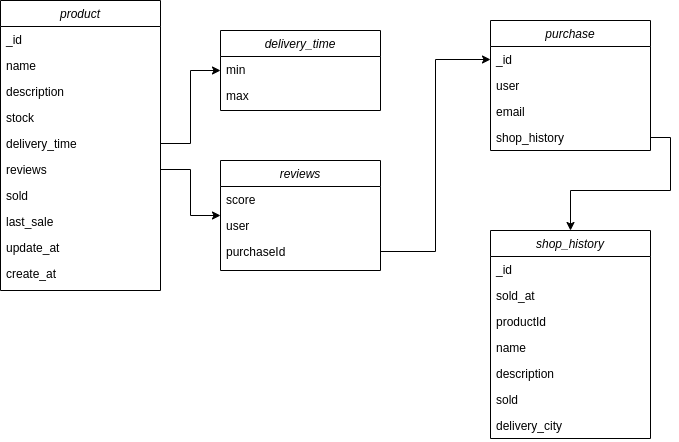 product
_id
name
description
stock
delivery_time
reviews
sold
last_sale
update_at
create_at
delivery_time
min
max
reviews
score
user
purchaseId
purchase
_id
user
email
shop_history
shop_history
_id
sold_at
productId
name
description
sold
delivery_city